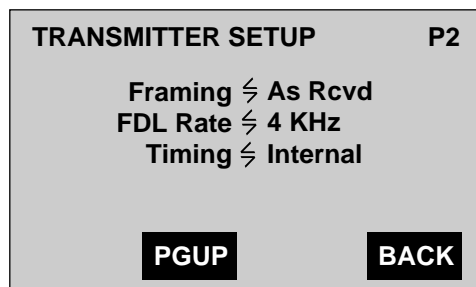 TRANSMITTER SETUP P2
Framing ⭍ As Rcvd
FDL Rate ⭍ 4 KHz
Timing ⭍ Internal
PGUP BACK